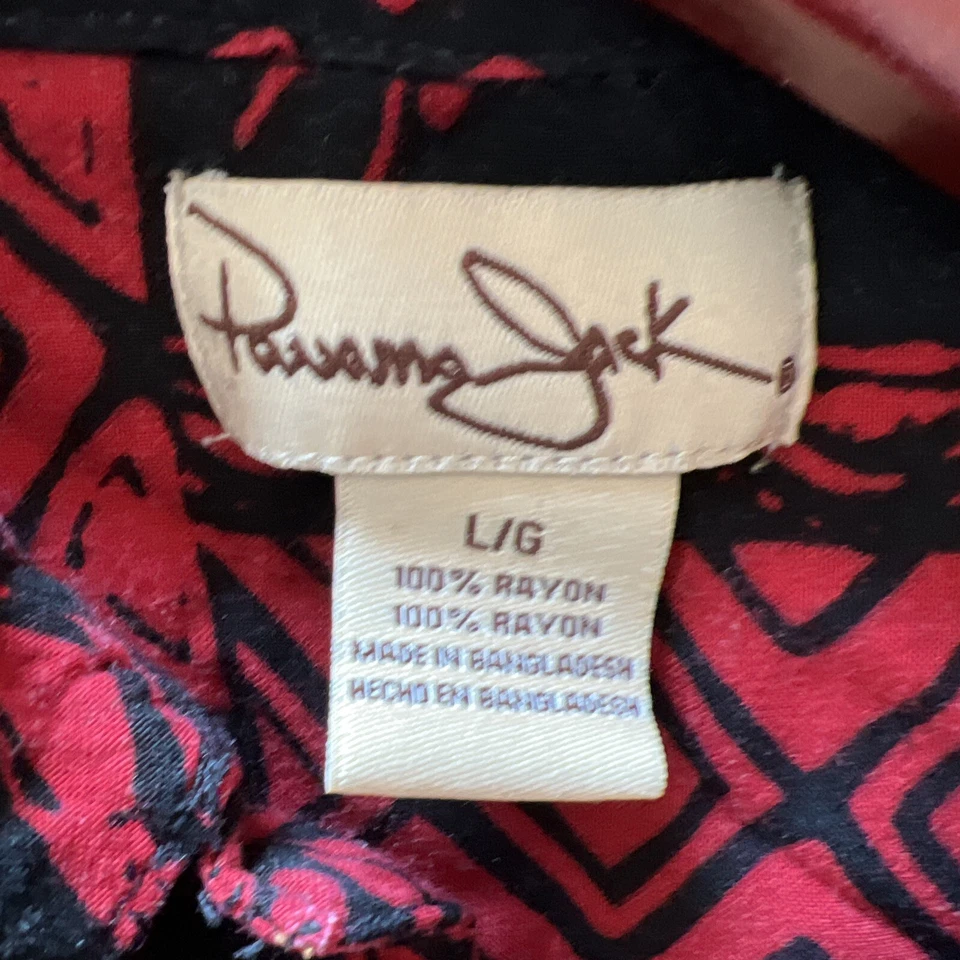 Panama Jack
L/G
100% RAYON
100% RAYON
MADE IN BANGLADESH
HECHO EN BANGLADESH